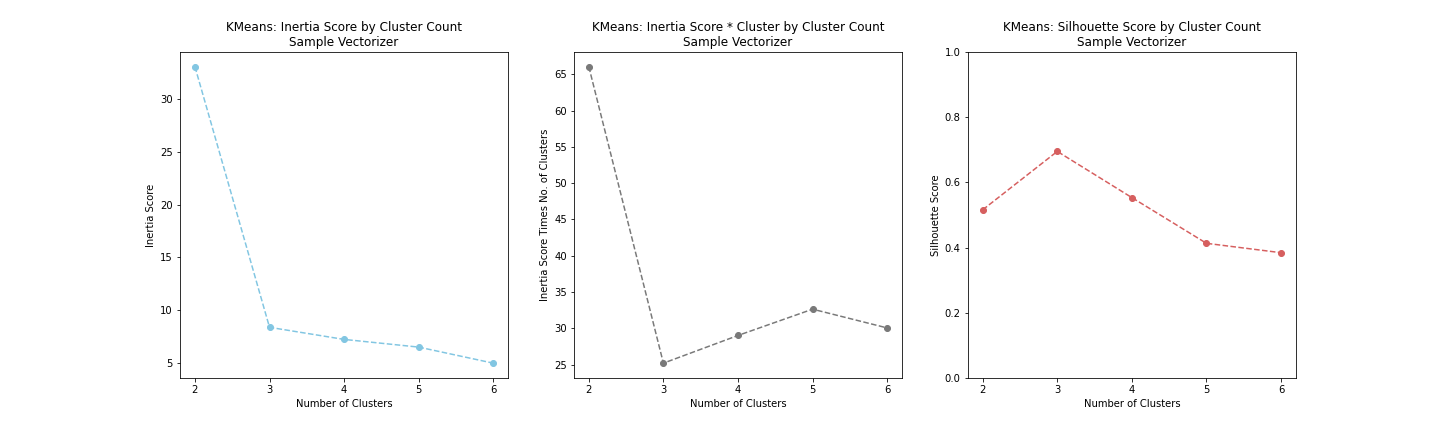 KMeans: Inertia Score by Cluster Count
Sample Vectorizer
Inertia Score
30
25
20
15
10
5
2 3 4 5 6
Number of Clusters
KMeans: Inertia Score * Cluster by Cluster Count
Sample Vectorizer
Inertia Score Times No. of Clusters
65
60
55
50
45
40
35
30
25
2 3 4 5 6
Number of Clusters
KMeans: Silhouette Score by Cluster Count
Sample Vectorizer
Silhouette Score
1.0
0.8
0.6
0.4
0.2
0.0
2 3 4 5 6
Number of Clusters